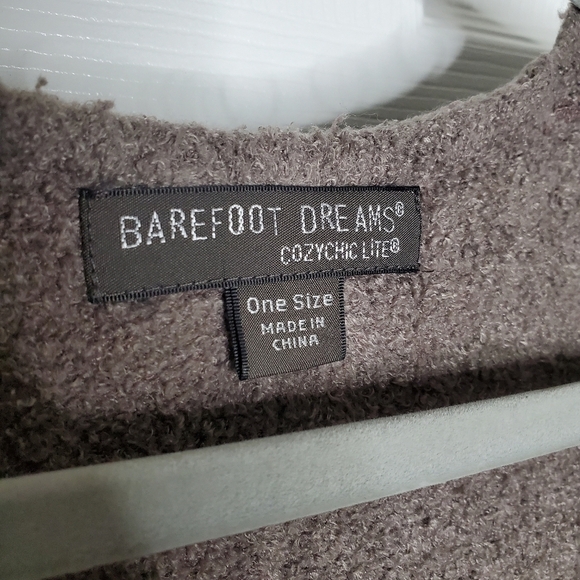 BAREFOOT DREAMS®
COZYCHIC LiTE®
One Size
MADE IN
CHINA